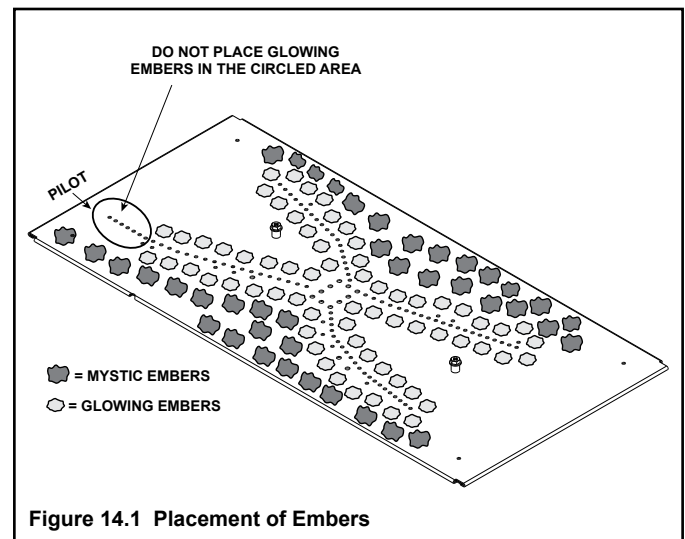 DO NOT PLACE GLOWING
EMBERS IN THE CIRCLED AREA
PILOT
= MYSTIC EMBERS
= GLOWING EMBERS
Figure 14.1 Placement of Embers